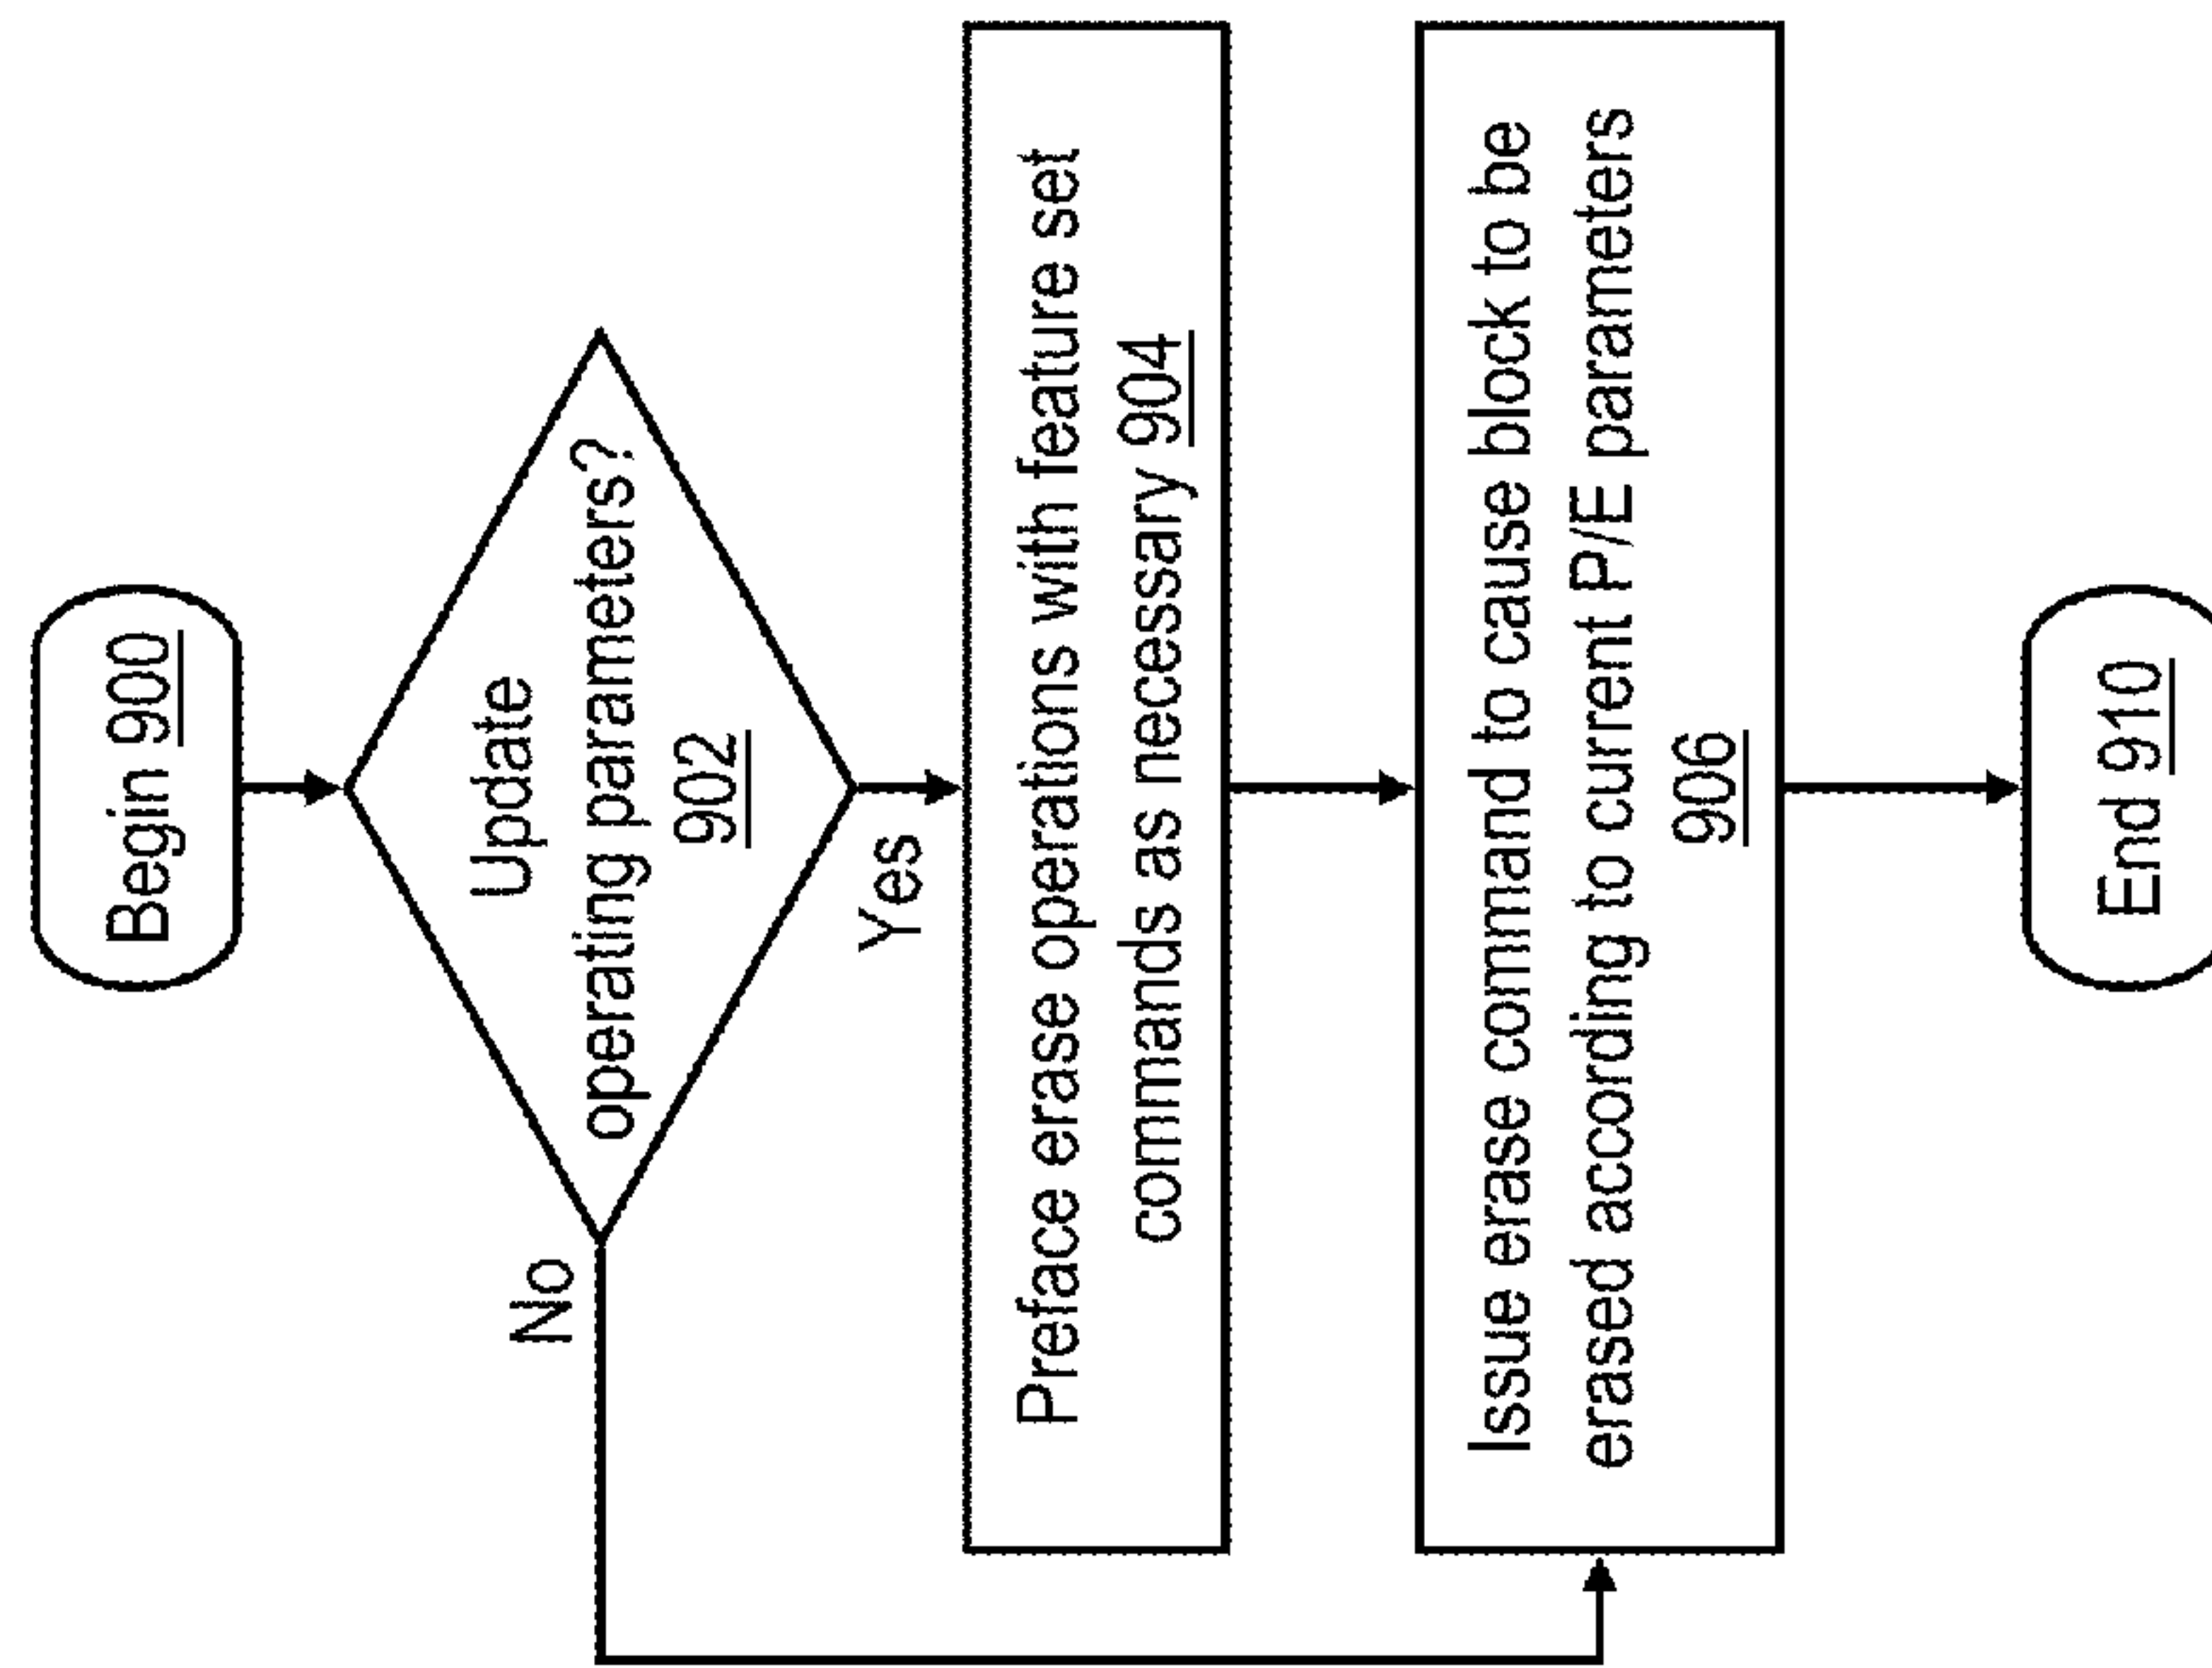 Begin 900
Update
operating parameters?
902
No
Yes
Preface erase operations with feature set
commands as necessary 904
Issue erase command to cause block to be
erased according to current P/E parameters
906
End 910